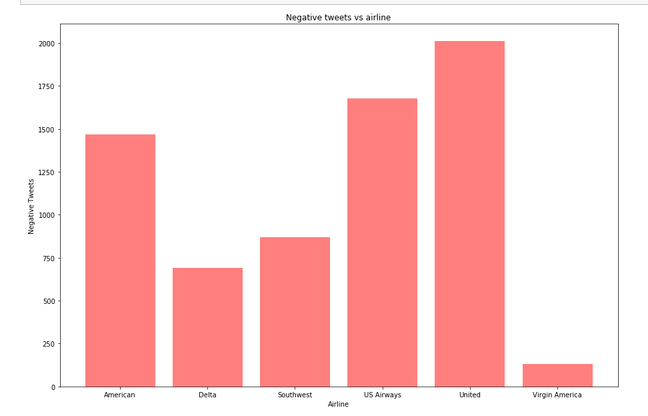 Negative tweets vs airline
2000
1750
1500
1250
1000
750
500
250
0
Negative Tweets
American Delta Southwest US Airways United Virgin America
Airline